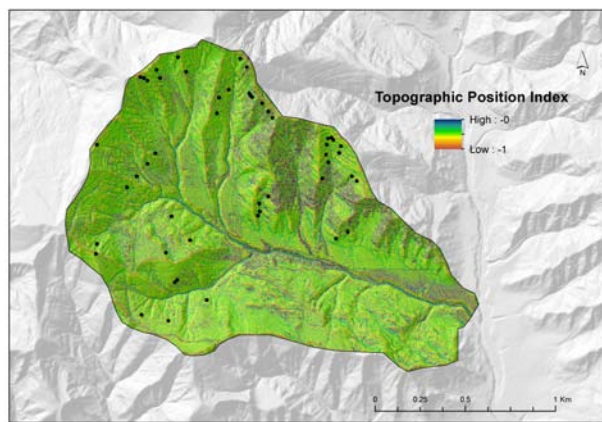 N
Topographic Position Index
High : -0
Low : -1
0 0.25 0.5 1 Km